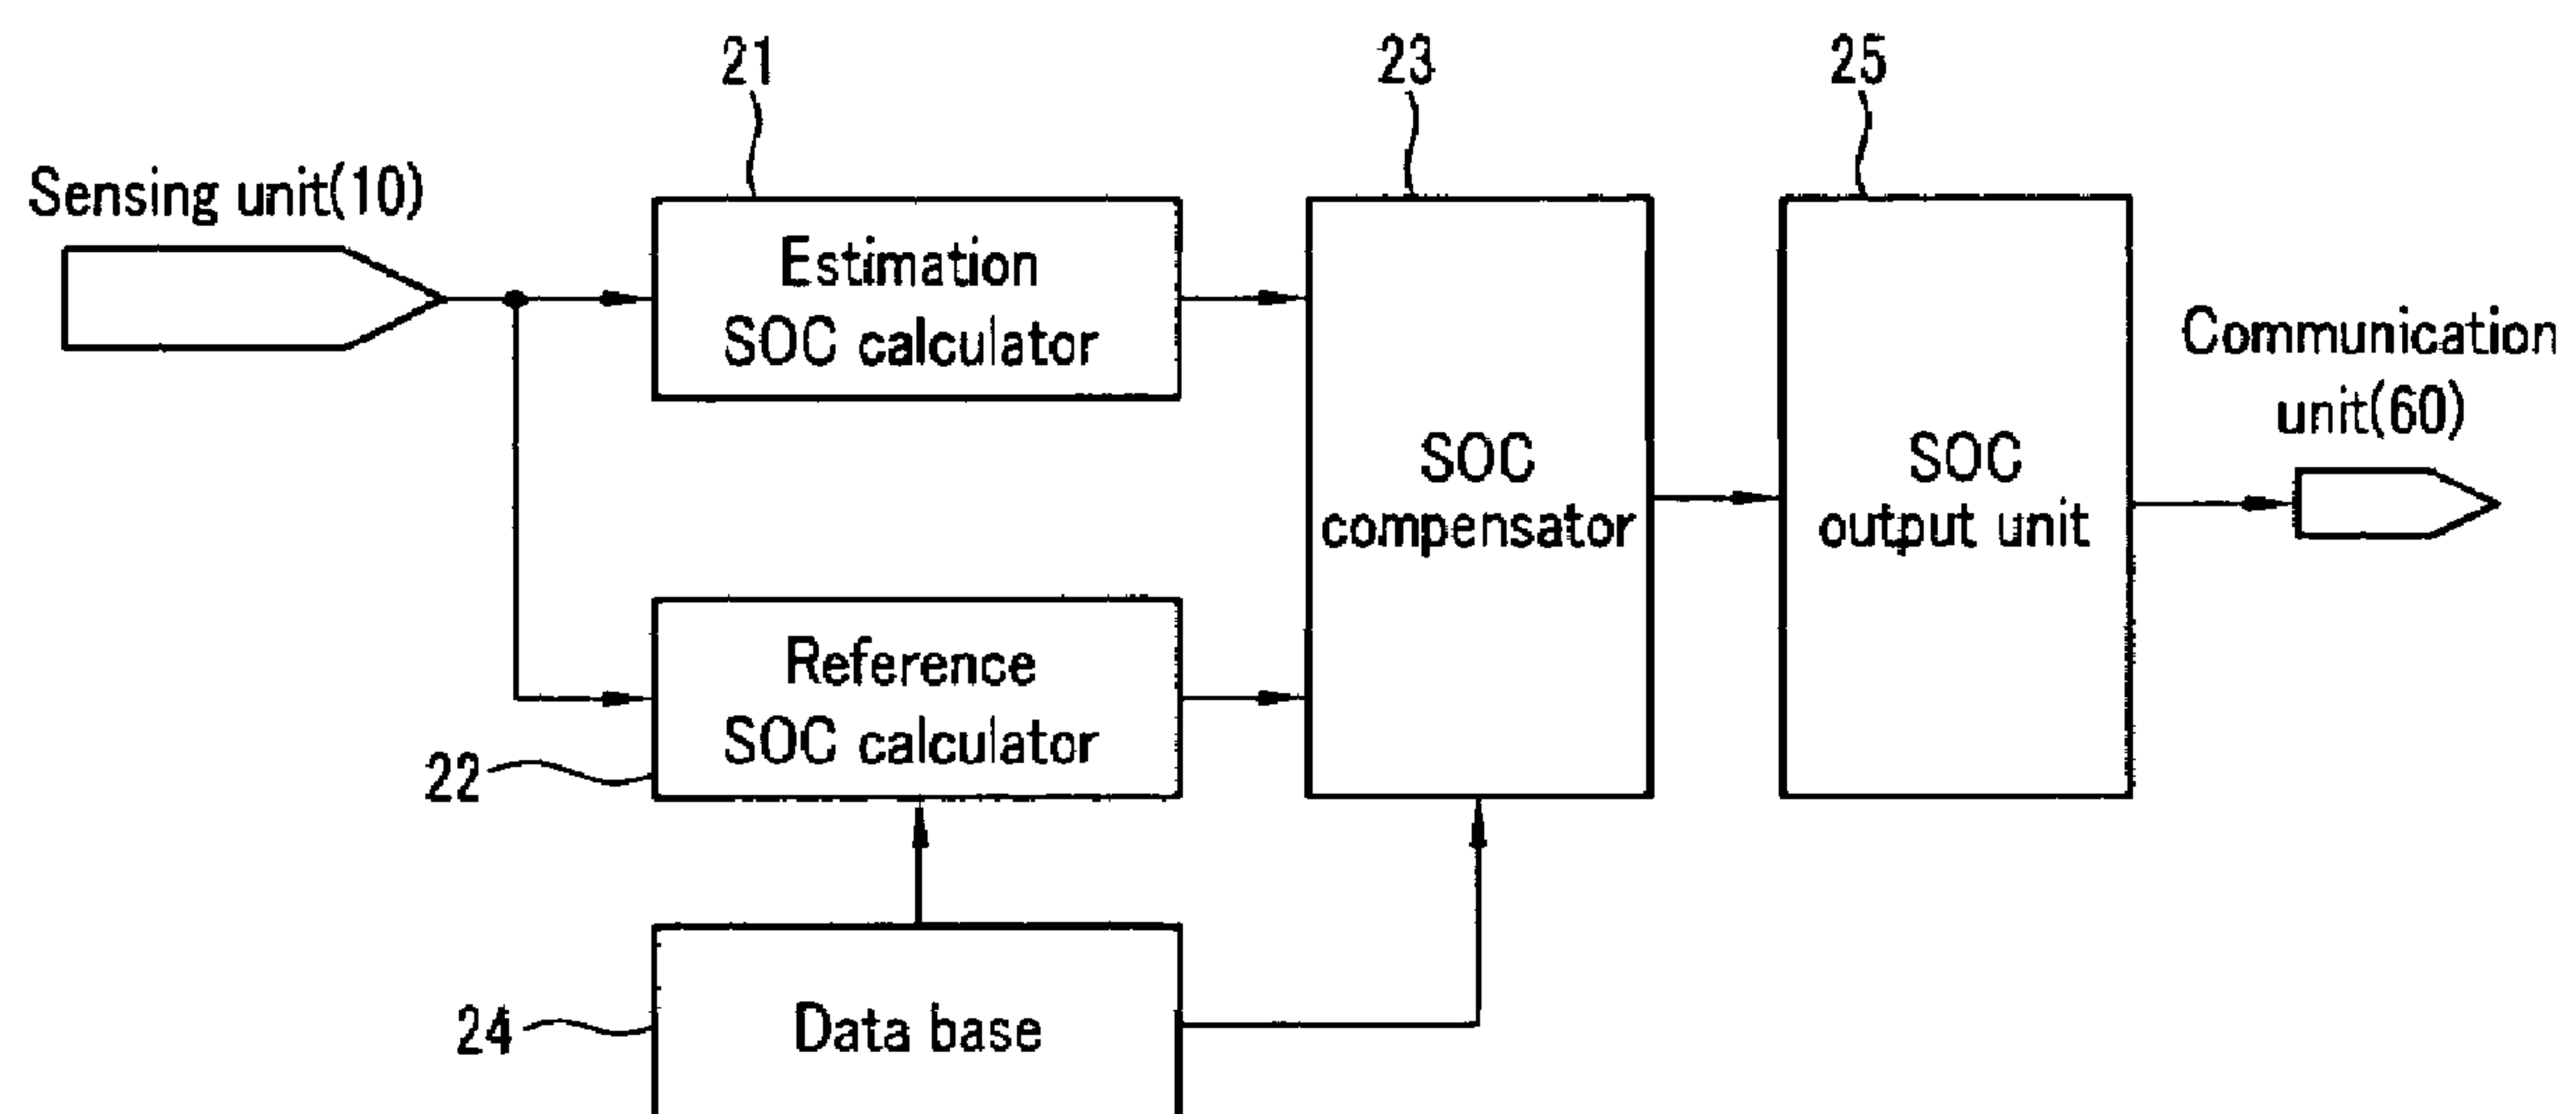 21
23
25
Sensing unit(10)
Estimation
SOC calculator
Communication
unit(60)
SOC
compensator
SOC
output unit
Reference
SOC calculator
22
24
Data base